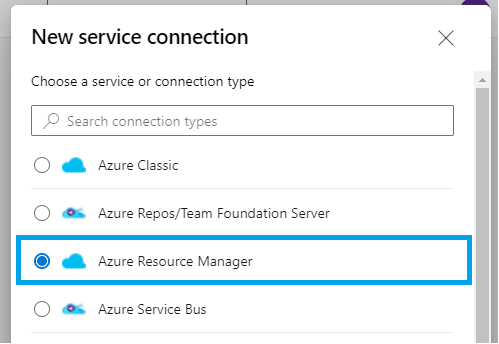 New service connection
Choose a service or connection type
Search connection types
Azure Classic
Azure Repos/Team Foundation Server
Azure Resource Manager
Azure Service Bus